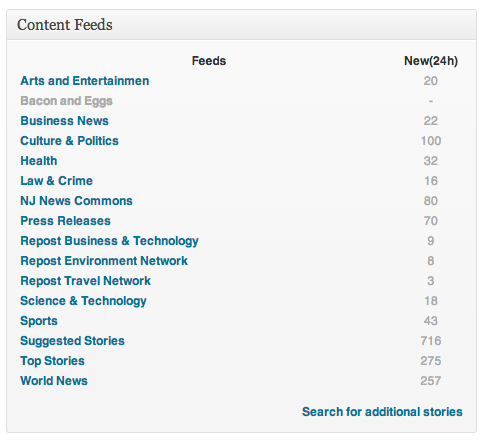 Content Feeds
Feeds New(24h)
Arts and Entertainmen 20
Bacon and Eggs -
Business News 22
Culture & Politics 100
Health 32
Law & Crime 16
NJ News Commons 80
Press Releases 70
Repost Business & Technology 9
Repost Environment Network 8
Repost Travel Network 3
Science & Technology 18
Sports 43
Suggested Stories 716
Top Stories 275
World News 257
Search for additional stories